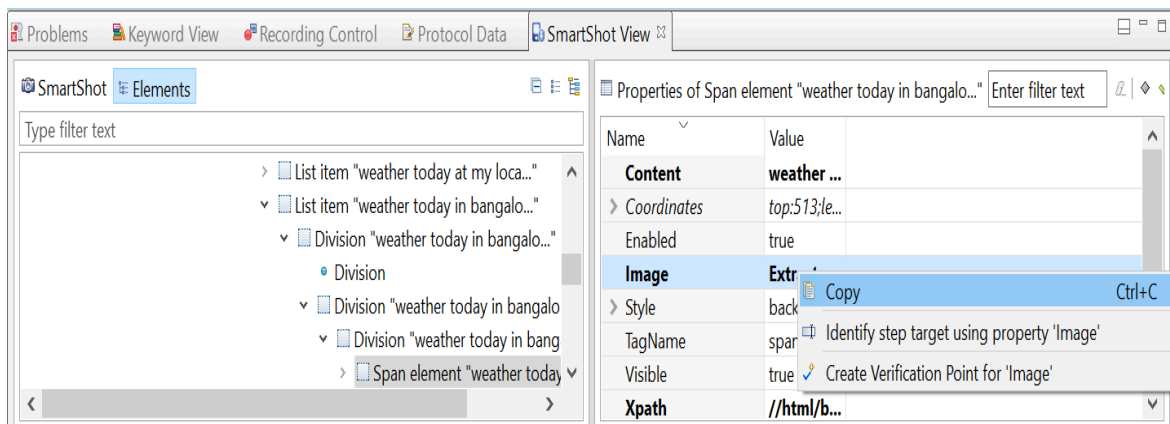 Problems Keyword View Recording Control Protocol Data SmartShot View
SmartShot Elements
Type filter text
List item "weather today at my loca..."
List item "weather today in bangalo..."
Division "weather today in bangalo..."
Division
Division "weather today in bangalo
Division "weather today in bang
Span element "weather today
Properties of Span element "weather today in bangalo..." Enter filter text
Name Value
Content weather ...
Coordinates top:513;le...
Enabled true
Image
Style back
TagName span
Visible true
Xpath //html/b...
Copy Ctrl+C
Identify step target using property 'Image'
Create Verification Point for 'Image'